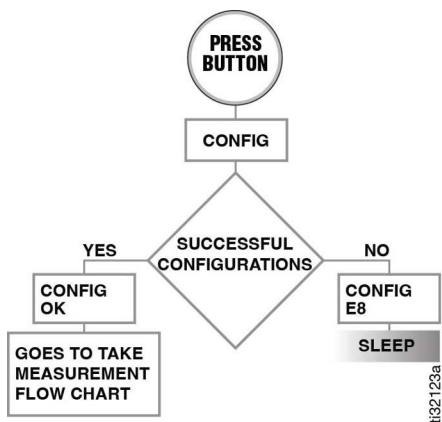 PRESS
BUTTON
CONFIG
SUCCESSFUL
CONFIGURATIONS
YES
NO
CONFIG
OK
CONFIG
E8
GOES TO TAKE
MEASUREMENT
FLOW CHART
SLEEP
ti32123a